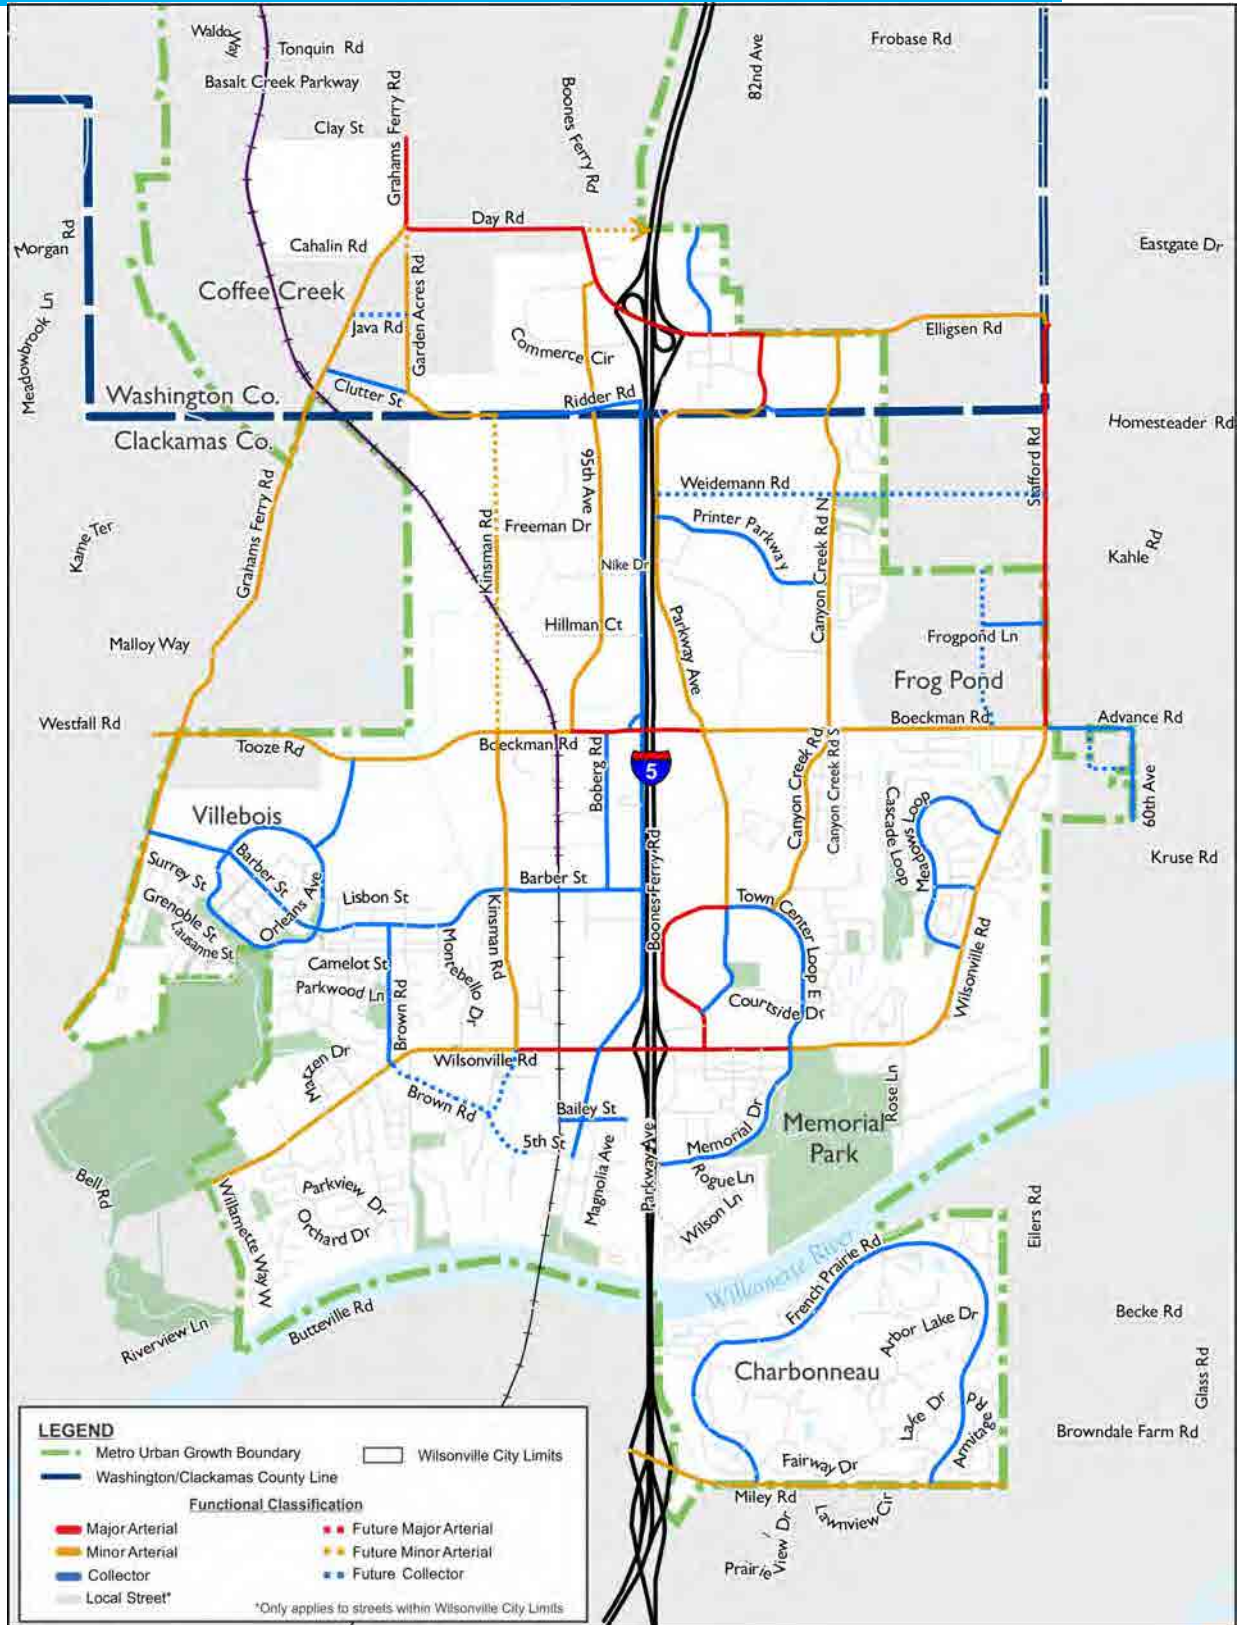 Waldo Way
Tonquin Rd
Frobase Rd
82nd Ave
Basalt Creek Parkway
Grahams Ferry Rd
Boones Ferry Rd
Clay St
Day Rd
Morgan Rd
Cahalin Rd
Eastgate Dr
Garden Acres Rd
Coffee Creek
Meadowbrook Ln
Java Rd
Elligsen Rd
Commerce Cir
Washington Co.
Clutter St
Ridder Rd
Clackamas Co.
Homesteader Rd
Stafford Rd
95th Ave
Weidemann Rd
Grahams Ferry Rd
Kinsman Rd
Freeman Dr
Printer Parkway
Canyon Creek Rd N
Kame Ter
Kahle Rd
Nike Dr
Hillman Ct
Parkway Ave
Frogpond Ln
Malloy Way
Frog Pond
Westfall Rd
Boeckman Rd
Advance Rd
Tooze Rd
Boeckman Rd
Boberg Rd
5
Canyon Creek Rd
Canyon Creek Rd S
60th Ave
Villebois
Cascade Loop
Meadows Loop
Boones Ferry Rd
Kruse Rd
Surrey St
Barber St
Barber St
Grenoble St
Orleans Ave
Lisbon St
Town Center Loop E
Lausanne St
Kinsman Rd
Camelot St
Montebello Dr
Parkwood Ln
Brown Rd
Courtside Dr
Wilsonville Rd
Matzen Dr
Wilsonville Rd
Rose Ln
Brown Rd
Bailey St
Memorial Dr
Memorial
Park
5th St
Magnolia Ave
Parkway Ave
Rogue Ln
Bell Rd
Willamette Way W
Parkview Dr
Orchard Dr
Wilson Ln
Eilers Rd
Willamette River
French Prairie Rd
Butteville Rd
Riverview Ln
Becke Rd
Arbor Lake Dr
Charbonneau
Glass Rd
Lake Dr
Armitage Rd
Browndale Farm Rd
Fairway Dr
Miley Rd
Lawnview Cir
Prairie View Dr
LEGEND
Metro Urban Growth Boundary
Wilsonville City Limits
Washington/Clackamas County Line
Functional Classification
Major Arterial
Future Major Arterial
Minor Arterial
Future Minor Arterial
Collector
Future Collector
Local Street*
*Only applies to streets within Wilsonville City Limits